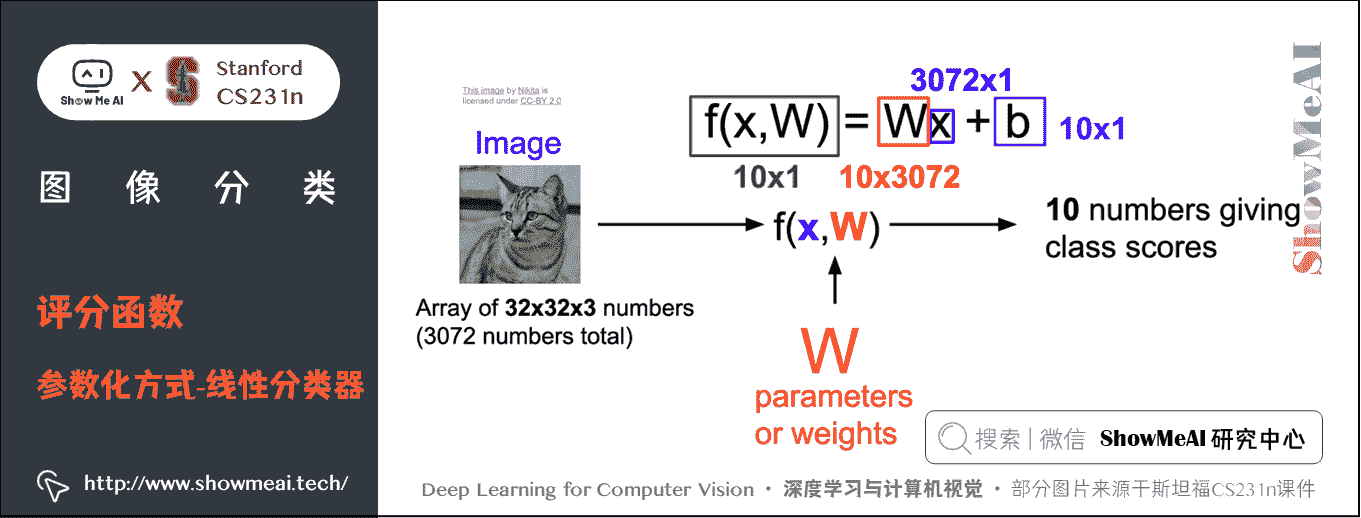 Show Me AI
X
Stanford
CS231n
图像分类
评分函数
参数化方式-线性分类器
http://www.showmeai.tech/
This image by Nikita is
licensed under CC-BY 2.0
Image
Array of 32x32x3 numbers
(3072 numbers total)
3072x1
f(x,W) = Wx + b
10x1
10x1
10x3072
f(x,W)
10 numbers giving
class scores
W
parameters
or weights
ShowMeAI
搜索 | 微信 ShowMeAI 研究中心
Deep Learning for Computer Vision · 深度学习与计算机视觉 · 部分图片来源于斯坦福CS231n课件